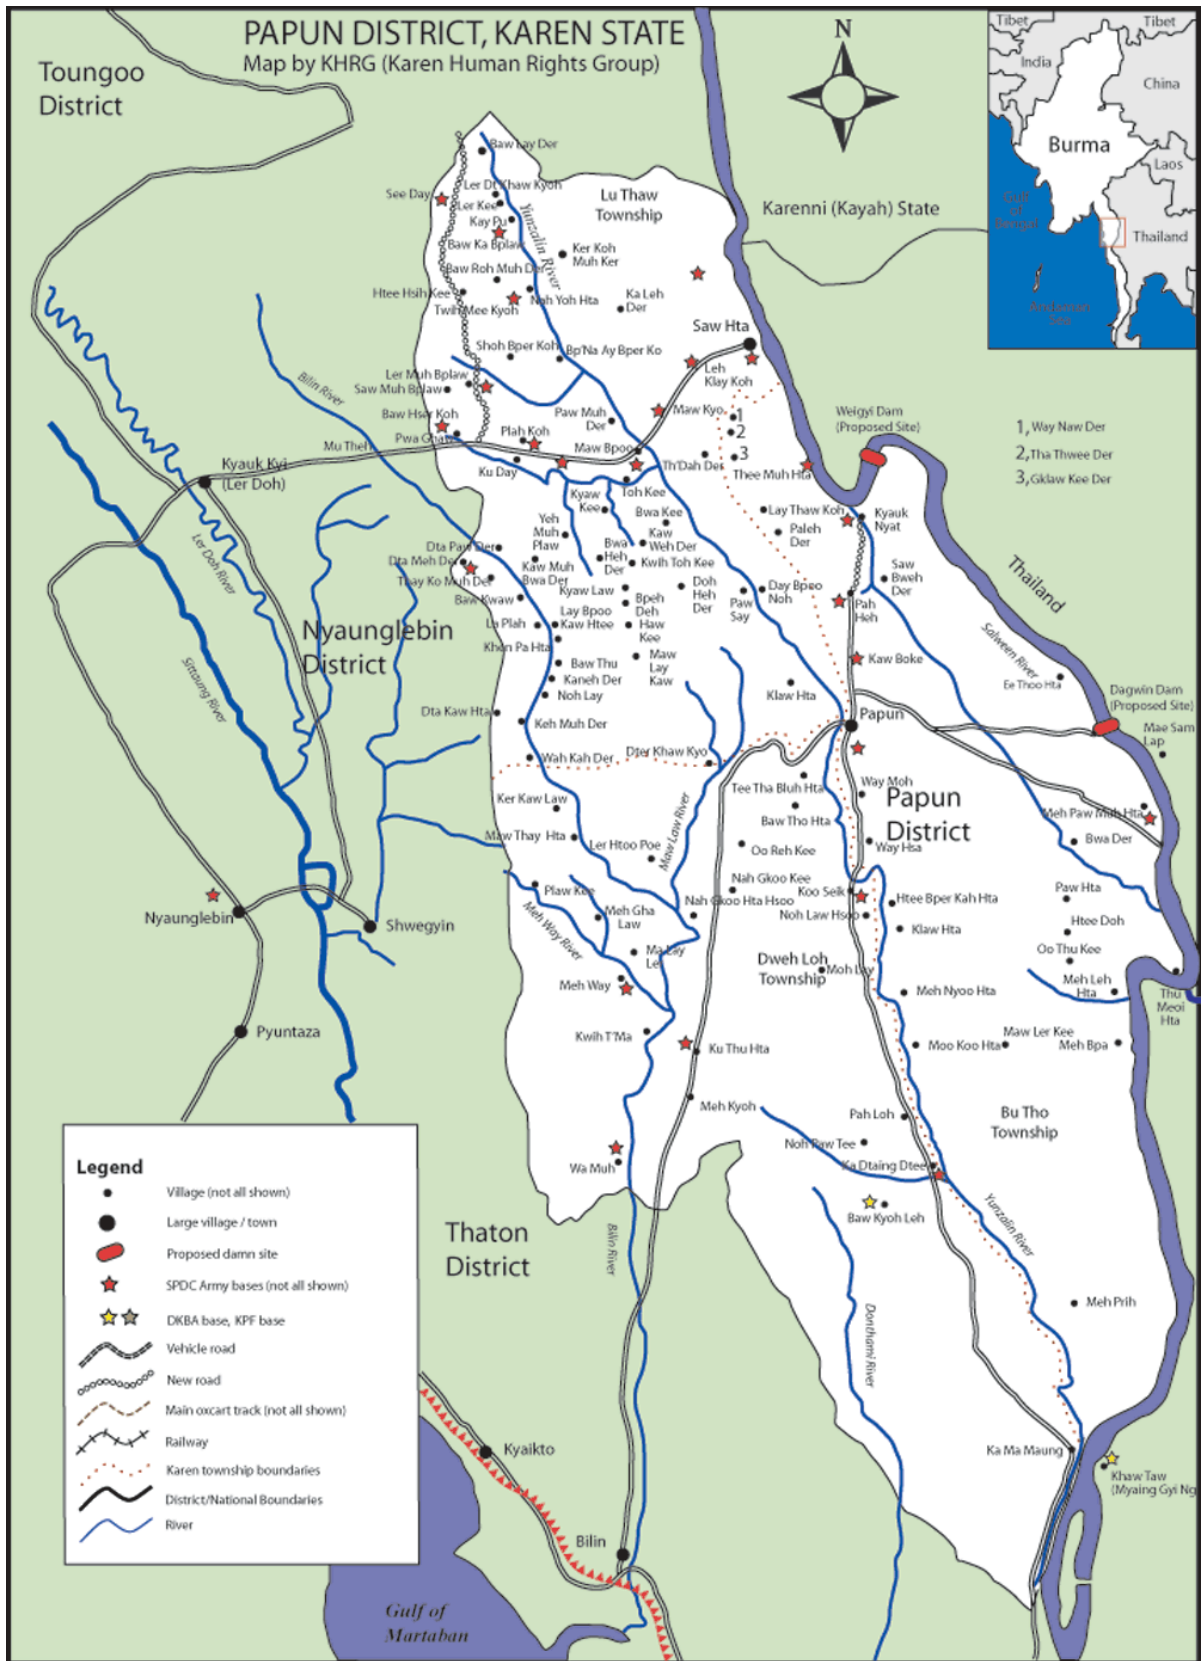 PAPUN DISTRICT, KAREN STATE
Map by KHRG (Karen Human Rights Group)
N
Toungoo
District
Tibet
Tibet
India
China
Burma
Laos
Gulf
of
Bengal
Thailand
Andaman
Sea
Karenni (Kayah) State
Lu Thaw
Township
Baw Lay Der
See Day
Ler Dt Khaw Kyoh
Ler Kee
Kay Pu
Yunzalin River
Baw Ka Bplaw
Ker Koh
Muh Ker
Baw Roh Muh Der
Htee Hsih Kee
Nah Yoh Hta
Twih Mee Kyoh
Ka Leh
Der
Saw Hta
Shoh Bper Koh
Bp'Na Ay Bper Ko
Leh
Klay Koh
Ler Muh Bplaw
Saw Muh Bplaw
Bilin River
Baw Hser Koh
Paw Muh
Der
Maw Kyo
1
2
3
Weigyi Dam
(Proposed Site)
1, Way Naw Der
2, Tha Thwee Der
3, Gklaw Kee Der
Pwa Ghaw
Plah Koh
Mu Theh
Maw Bpoo
Kyauk Kyi
(Ler Doh)
Ku Day
Th'Dah Der
Thee Muh Hta
Toh Kee
Kyaw
Kee
Bwa Kee
Lay Thaw Koh
Kyauk
Nyat
Yeh
Muh
Plaw
Kaw
Weh Der
Paleh
Der
Dta Paw Der
Bwa
Heh
Der
Kwih Toh Kee
Dta Meh Der
Kaw Muh
Bwa Der
Saw
Bweh
Der
Thay Ko Muh Der
Kyaw Law
Doh
Heh
Der
Day Bpoo
Noh
Thailand
Ler Doh River
Baw Kwaw
Bpeh
Deh
Paw
Say
Pah
Heh
Lay Bpoo
Kaw Htee
Haw
Kee
La Plah
Nyaunglebin
District
Khen Pa Hta
Maw
Lay
Kaw
Kaw Boke
Salween River
Baw Thu
Kaneh Der
Ee Thoo Hta
Sittaung River
Noh Lay
Klaw Hta
Dagwin Dam
(Proposed Site)
Dta Kaw Hta
Keh Muh Der
Papun
Mae Sam
Lap
Wah Kah Der
Dter Khaw Kyo
Tee Tha Bluh Hta
Way Moh
Ker Kaw Law
Papun
District
Meh Paw Muh Hta
Baw Tho Hta
Maw Thay Hta
Ler Htoo Poe
Maw Law River
Oo Reh Kee
Way Hsa
Bwa Der
Nah Gkoo Kee
Plaw Kee
Koo Seik
Paw Hta
Nah Gkoo Hta Hsoo
Htee Bper Kah Hta
Nyaunglebin
Meh Gha
Law
Noh Law Hsoo
Htee Doh
Shwegyin
Meh Way River
Klaw Hta
Oo Thu Kee
Ma Lay
Ler
Dweh Loh
Township
Moh Lay
Meh Way
Meh Nyoo Hta
Meh Leh
Hta
Thu
Meoi
Hta
Pyuntaza
Kwih T'Ma
Ku Thu Hta
Moo Koo Hta
Maw Ler Kee
Meh Bpa
Meh Kyoh
Pah Loh
Bu Tho
Township
Noh Paw Tee
Wa Muh
Ka Dtaing Dtee
Baw Kyoh Leh
Yunzalin River
Thaton
District
Bilin River
Donthami River
Meh Prih
Legend
Village (not all shown)
Large village / town
Proposed damn site
SPDC Army bases (not all shown)
DKBA base, KPF base
Vehicle road
New road
Main oxcart track (not all shown)
Railway
Karen township boundaries
District/National Boundaries
River
Kyaikto
Ka Ma Maung
Khaw Taw
(Myaing Gyi Ng
Bilin
Gulf of
Martaban